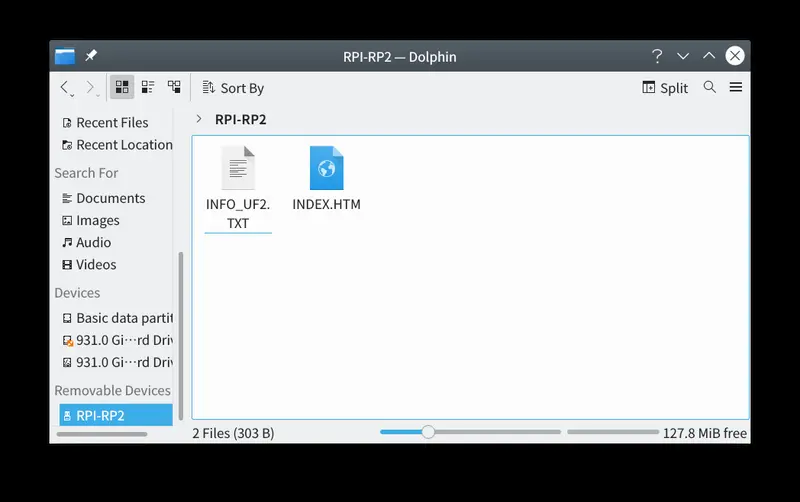 RPI-RP2 — Dolphin
Sort By
Split
Recent Files
Recent Location
Search For
Documents
Images
Audio
Videos
Devices
Basic data partit
931.0 Gi···rd Driv
931.0 Gi···rd Driv
Removable Devices
RPI-RP2
RPI-RP2
INFO_UF2.
TXT
INDEX.HTM
2 Files (303 B)
127.8 MiB free